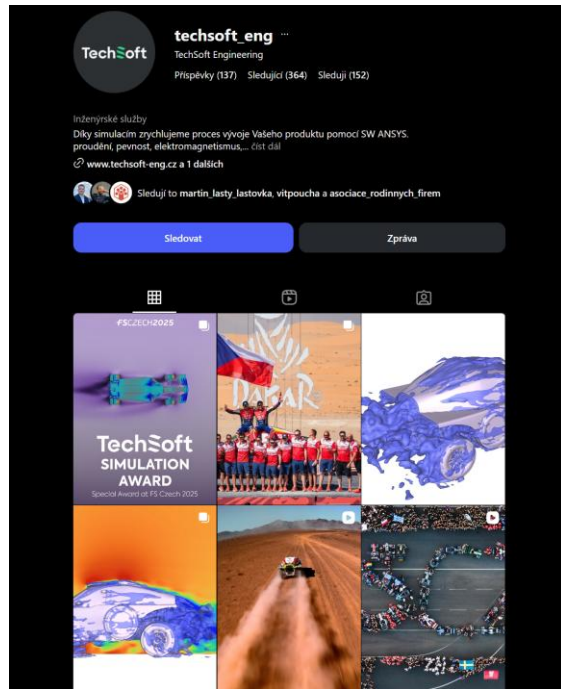 techsoft_eng ...
TechSoft
TechSoft Engineering
Příspěvky (137) Sledující (364) Sleduji (152)
Inženýrské služby
Díky simulacím zrychlujeme proces vývoje Vašeho produktu pomocí SW ANSYS.
proudění, pevnost, elektromagnetismus,... číst dál
www.techsoft-eng.cz a 1 dalších
Sledují to martin_lasty_lastovka, vitpoucha a asociace_rodinnych_firem
Sledovat
Zpráva
FSCZECH2025
DAKAR
TechSoft
SIMULATION
AWARD
Special Award at FS Czech 2025